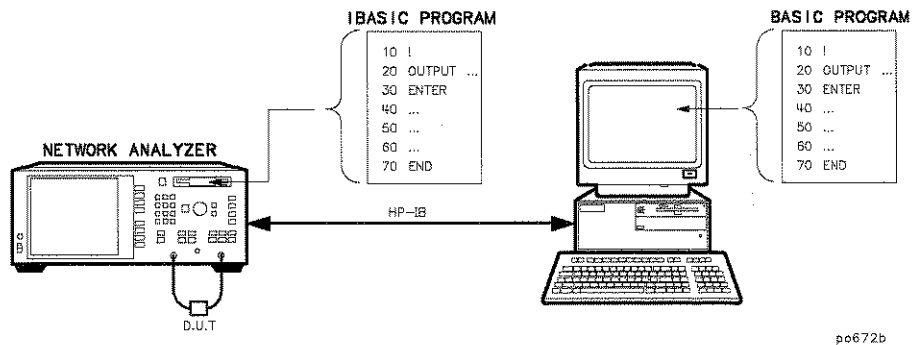 IBASIC PROGRAM
10 !
20 OUTPUT ...
30 ENTER
40 ...
50 ...
60 ...
70 END
BASIC PROGRAM
10 !
20 OUTPUT ...
30 ENTER
40 ...
50 ...
60 ...
70 END
NETWORK ANALYZER
HP-IB
D.U.T
po672b